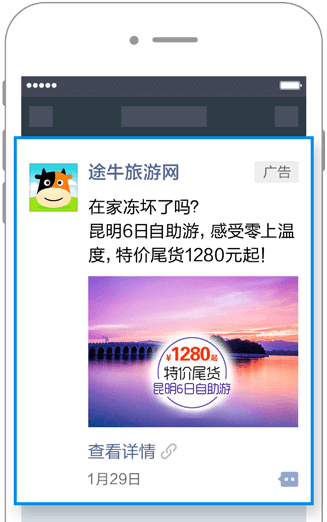 途牛旅游网
广告
在家冻坏了吗?
昆明6日自助游, 感受零上温
度, 特价尾货1280元起!
¥1280起
特价尾货
昆明6日自助游
查看详情
1月29日